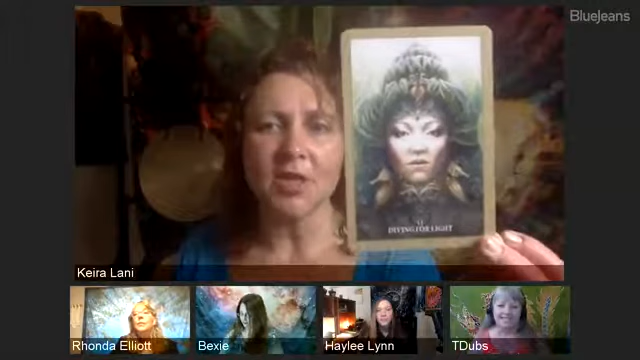 BlueJeans
DIVING FOR LIGHT
Keira Lani
Rhonda Elliott
Bexie
Haylee Lynn
TDubs